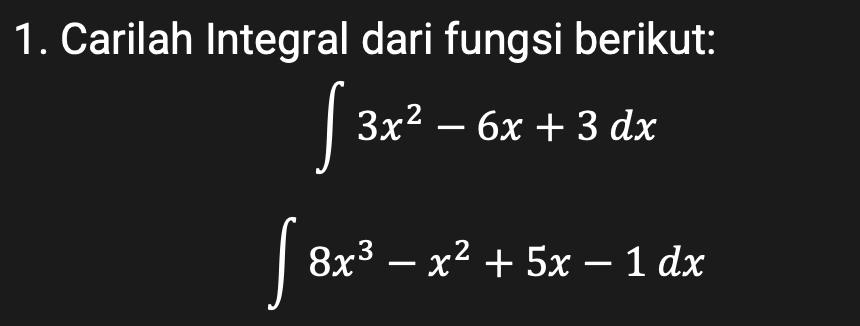 1. Carilah Integral dari fungsi berikut:
∫ 3x² − 6x + 3 dx
∫ 8x³ − x² + 5x − 1 dx